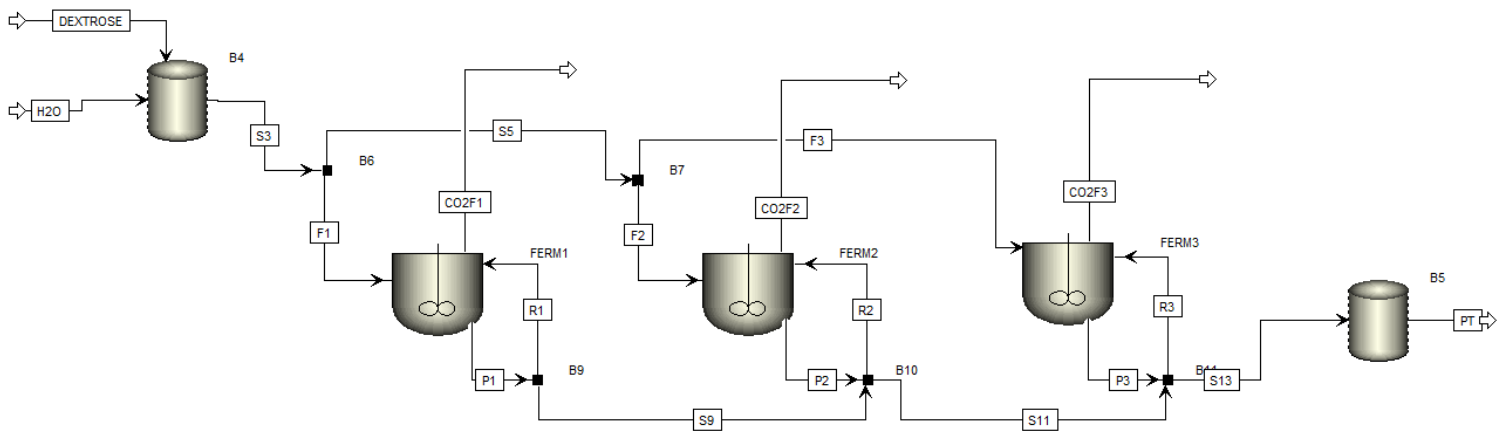 DEXTROSE
B4
H2O
S3
S5
B6
F3
B7
CO2F1
CO2F2
CO2F3
F1
F2
FERM1
FERM2
FERM3
B5
R1
R2
R3
PT
P1
B9
P2
B10
P3
S13
S9
S11